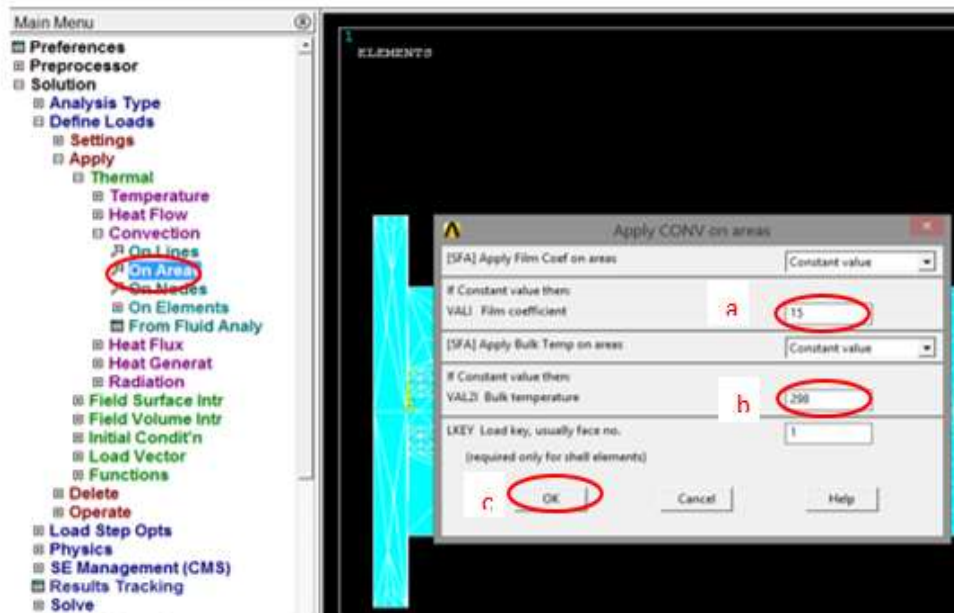 Main Menu
Preferences
Preprocessor
Solution
Analysis Type
Define Loads
Settings
Apply
Thermal
Temperature
Heat Flow
Convection
On Lines
On Areas
On Nodes
On Elements
From Fluid Analy
Heat Flux
Heat Generat
Radiation
Field Surface Intr
Field Volume Intr
Initial Condit'n
Load Vector
Functions
Delete
Operate
Load Step Opts
Physics
SE Management (CMS)
Results Tracking
Solve
1
ELEMENTS
Apply CONV on areas
[SFA] Apply Film Coef on areas Constant value
If Constant value then:
VALI Film coefficient a 15
[SFA] Apply Bulk Temp on areas Constant value
If Constant value then:
VAL2I Bulk temperature b 298
LKEY Load key, usually face no. 1
(required only for shell elements)
c OK Cancel Help